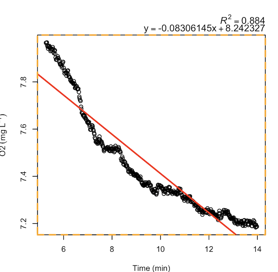 R² = 0.884
y = -0.08306145x + 8.242327
O2 (mg L⁻¹)
7.8
7.6
7.4
7.2
6 8 10 12 14
Time (min)